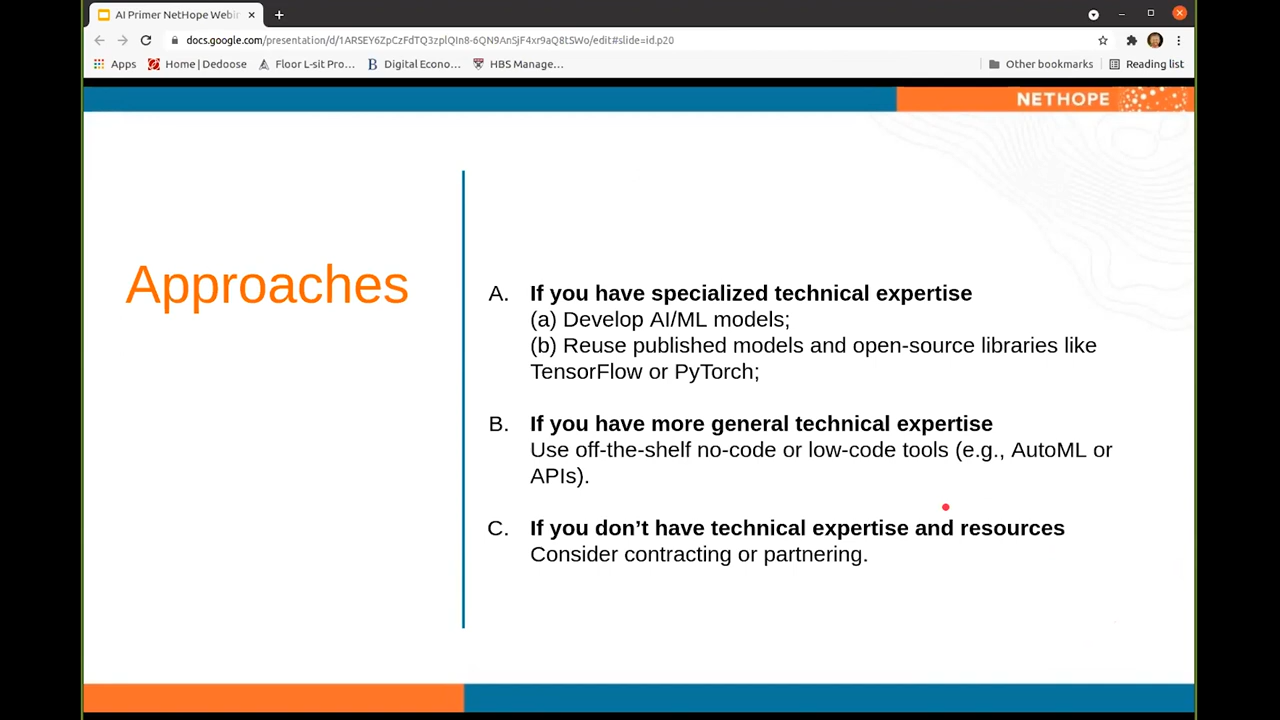 AI Primer NetHope Webin
docs.google.com/presentation/d/1ARSEY6ZpCzFdTQ3zplQIn8-6QN9AnSjF4xr9aQ8tSWo/edit#slide=id.p20
Apps
Home | Dedoose
Floor L-sit Pro...
Digital Econo...
HBS Manage...
Other bookmarks
Reading list
NETHOPE
Approaches
A. If you have specialized technical expertise
(a) Develop AI/ML models;
(b) Reuse published models and open-source libraries like
TensorFlow or PyTorch;
B. If you have more general technical expertise
Use off-the-shelf no-code or low-code tools (e.g., AutoML or
APIs).
C. If you don’t have technical expertise and resources
Consider contracting or partnering.